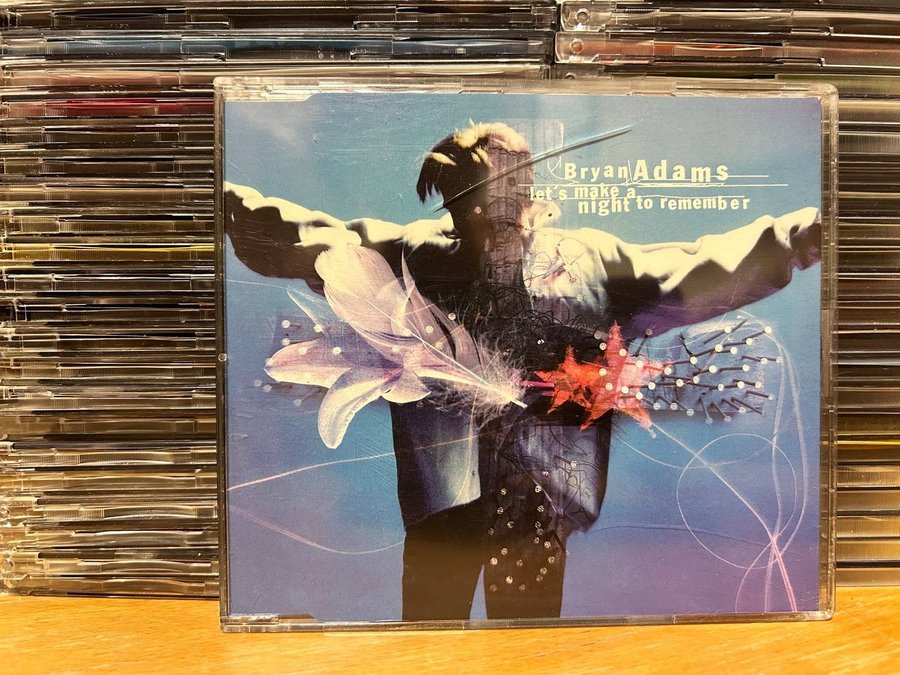 Bryan Adams
let's make a
night to remember